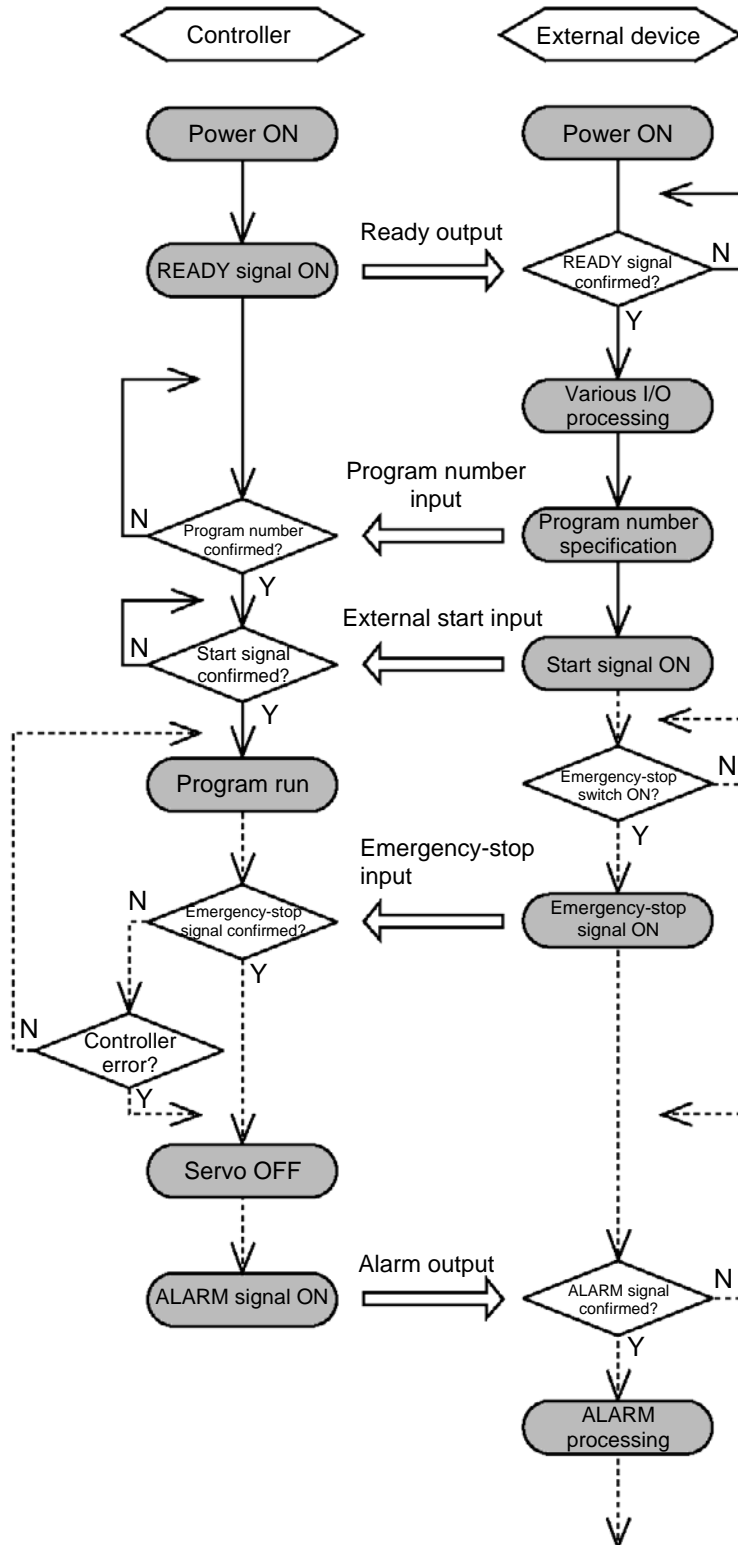 Controller
External device
Power ON
Power ON
Ready output
READY signal ON
READY signal
confirmed?
N
Y
Various I/O
processing
Program number
input
N
Program number
confirmed?
Program number
specification
Y
External start input
N
Start signal
confirmed?
Start signal ON
Y
Program run
Emergency-stop
switch ON?
N
Y
Emergency-stop
input
N
Emergency-stop
signal confirmed?
Emergency-stop
signal ON
Y
N
Controller
error?
Y
Servo OFF
Alarm output
ALARM signal ON
ALARM signal
confirmed?
N
Y
ALARM
processing